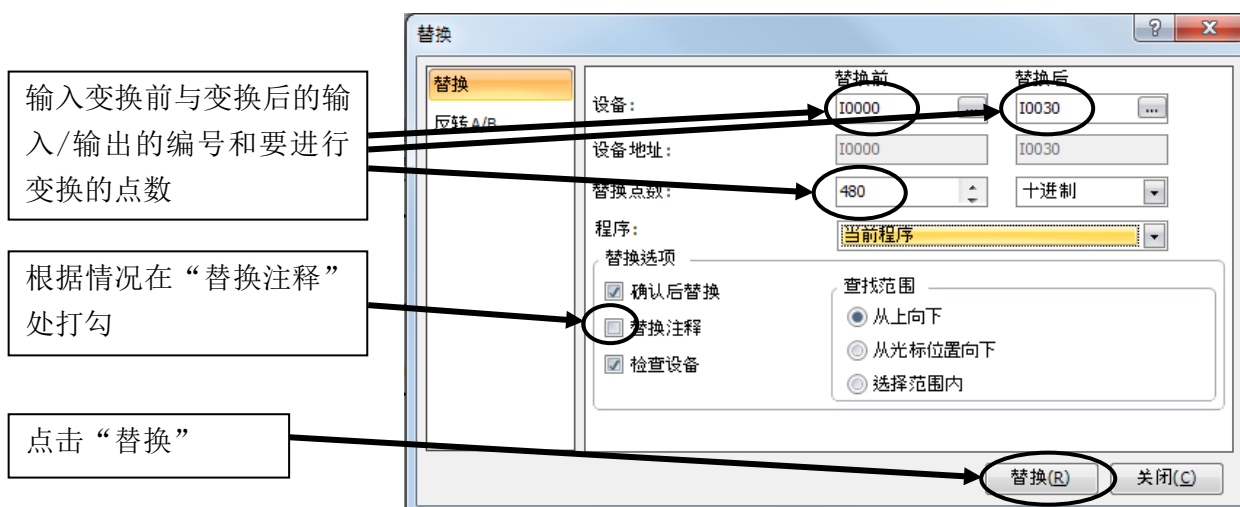 替换
输入变换前与变换后的输
入/输出的编号和要进行
变换的点数
根据情况在“替换注释”
处打勾
点击“替换”
替换
反转 A/B
替换前 替换后
设备: I0000 ... I0030 ...
设备地址: I0000 I0030
替换点数: 480 十进制
程序: 当前程序
替换选项
确认后替换
替换注释
检查设备
查找范围
从上向下
从光标位置向下
选择范围内
替换(R) 关闭(C)